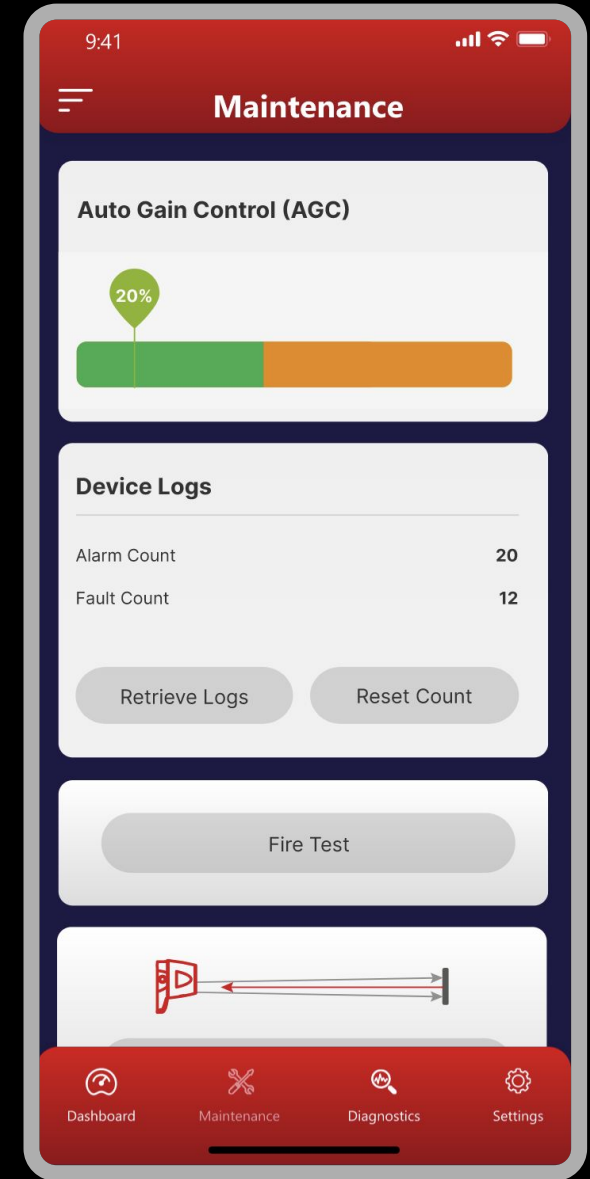 9:41
Maintenance
Auto Gain Control (AGC)
20%
Device Logs
Alarm Count 20
Fault Count 12
Retrieve Logs Reset Count
Fire Test
Dashboard Maintenance Diagnostics Settings